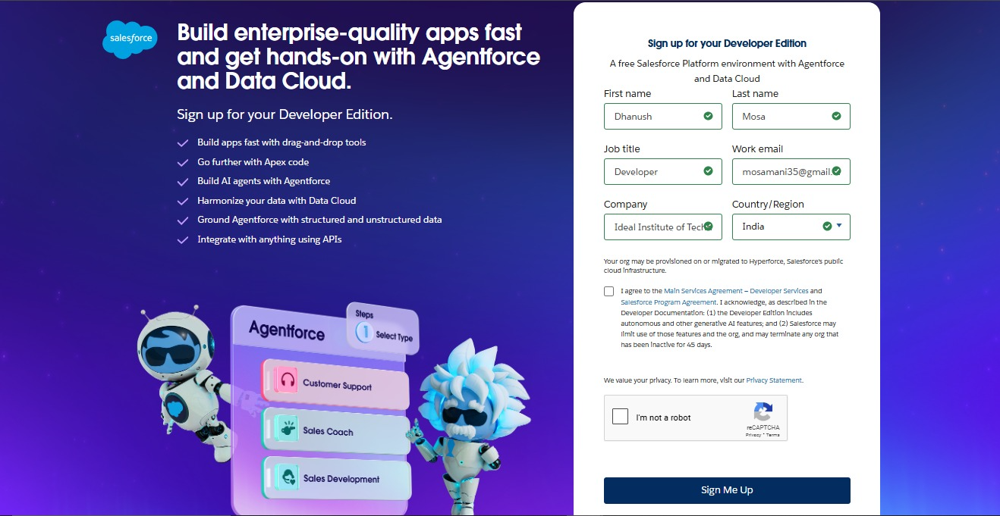 salesforce
Build enterprise-quality apps fast
and get hands-on with Agentforce
and Data Cloud.
Sign up for your Developer Edition.
Build apps fast with drag-and-drop tools
Go further with Apex code
Build AI agents with Agentforce
Harmonize your data with Data Cloud
Ground Agentforce with structured and unstructured data
Integrate with anything using APIs
Agentforce
Steps
1 Select Type
Customer Support
Sales Coach
Sales Development
Sign up for your Developer Edition
A free Salesforce Platform environment with Agentforce
and Data Cloud
First name Last name
Dhanush Mosa
Job title Work email
Developer mosamani35@gmail.
Company Country/Region
Ideal Institute of Tech India
Your org may be provisioned on or migrated to Hyperforce, Salesforce's public
cloud infrastructure.
I agree to the Main Services Agreement – Developer Services and
Salesforce Program Agreement. I acknowledge, as described in the
Developer Documentation: (1) the Developer Edition includes
autonomous and other generative AI features; and (2) Salesforce may
limit use of those features and the org, and may terminate any org that
has been inactive for 45 days.
We value your privacy. To learn more, visit our Privacy Statement.
I'm not a robot
reCAPTCHA
Privacy - Terms
Sign Me Up